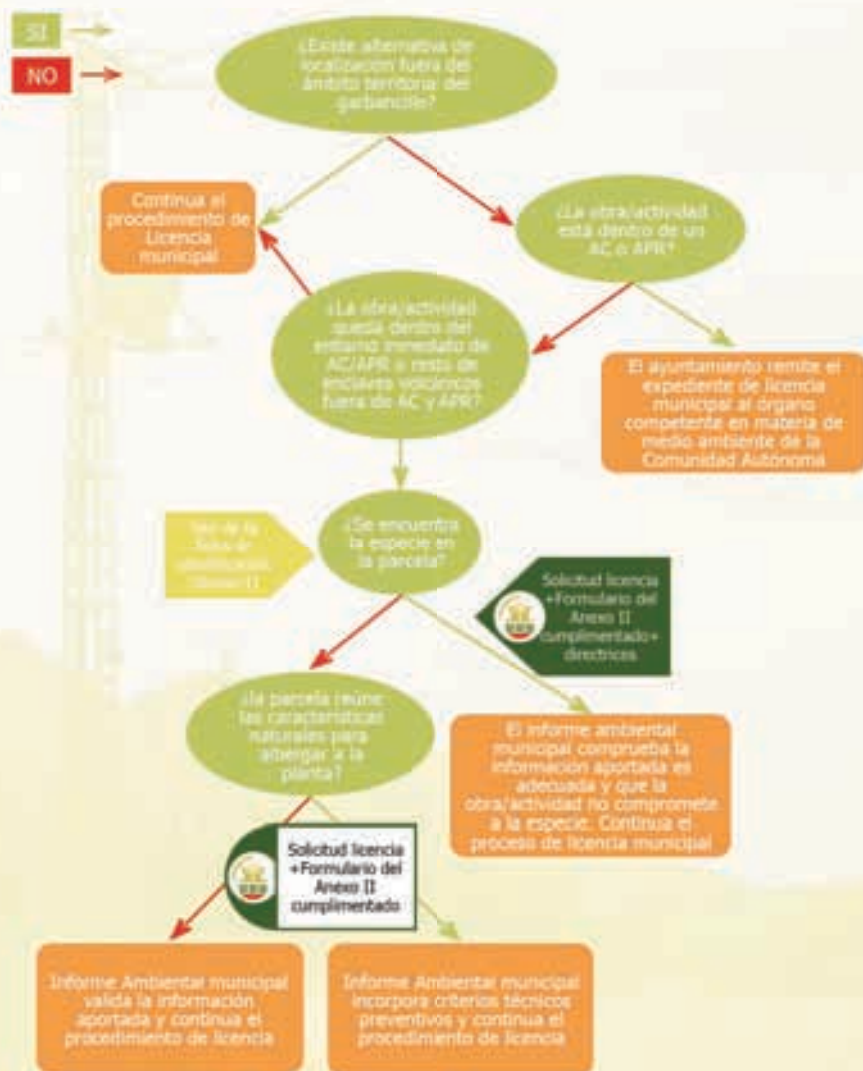 SI
NO
¿Existe alternativa de
localización fuera del
ámbito territorial del
garbancillo?
Continua el
procedimiento de
Licencia
municipal
¿La obra/actividad
está dentro de un
AC o APR?
¿La obra/actividad
queda dentro del
entorno inmediato de
AC/APR o resto de
enclaves volcánicos
fuera de AC y APR?
El ayuntamiento remite el
expediente de licencia
municipal al órgano
competente en materia de
medio ambiente de la
Comunidad Autónoma
¿Se encuentra
la especie en
la parcela?
Solicitud licencia
+Formulario del
Anexo II
cumplimentado+
directrices
¿la parcela reúne
las características
naturales para
albergar a la
planta?
El informe ambiental
municipal comprueba la
información aportada es
adecuada y que la
obra/actividad no compromete
a la especie. Continua el
proceso de licencia municipal
Solicitud licencia
+Formulario del
Anexo II
cumplimentado
Informe Ambiental municipal
valida la información
aportada y continua el
procedimiento de licencia
Informe Ambiental municipal
incorpora criterios técnicos
preventivos y continua el
procedimiento de licencia